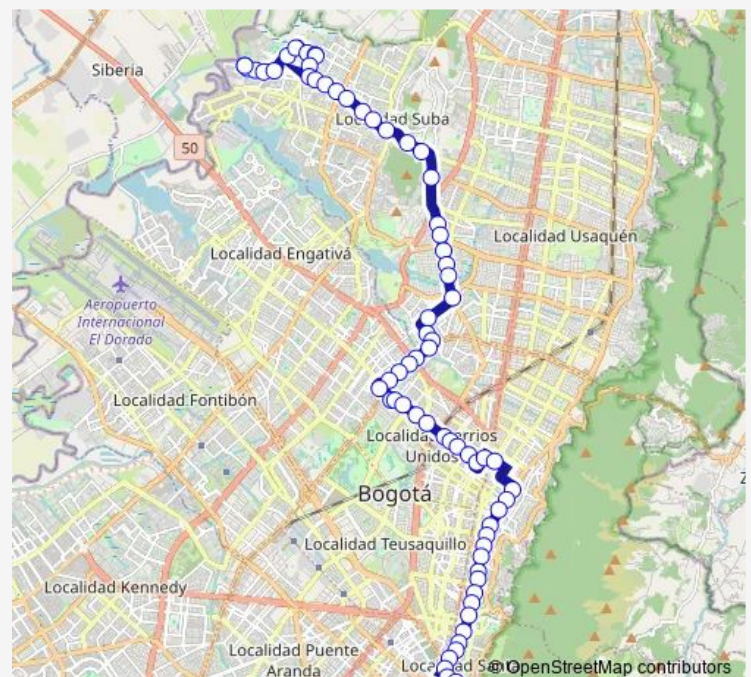 Siberia
Localidad Suba
50
Localidad Usaquén
Localidad Engativá
Aeropuerto
Internacional
El Dorado
Localidad Fontibón
Unidos
Bogotá
Localidad Teusaquillo
Localidad Kennedy
Localidad Puente
Aranda
© OpenStreetMap contributors